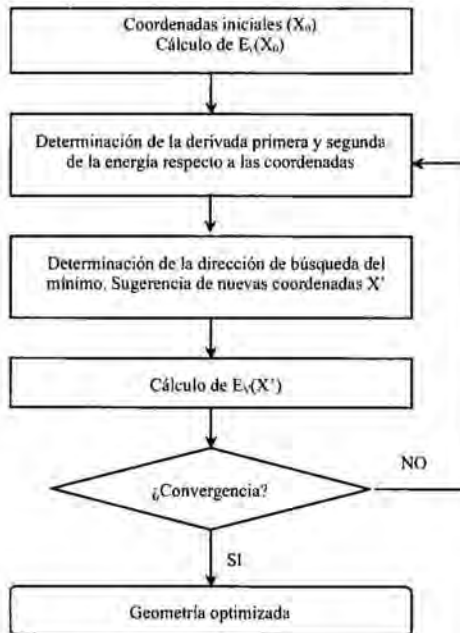 Coordenadas iniciales (X₀)
Cálculo de Eᵥ(X₀)
Determinación de la derivada primera y segunda
de la energía respecto a las coordenadas
Determinación de la dirección de búsqueda del
mínimo. Sugerencia de nuevas coordenadas X'
Cálculo de Eᵥ(X')
¿Convergencia?
NO
SI
Geometría optimizada